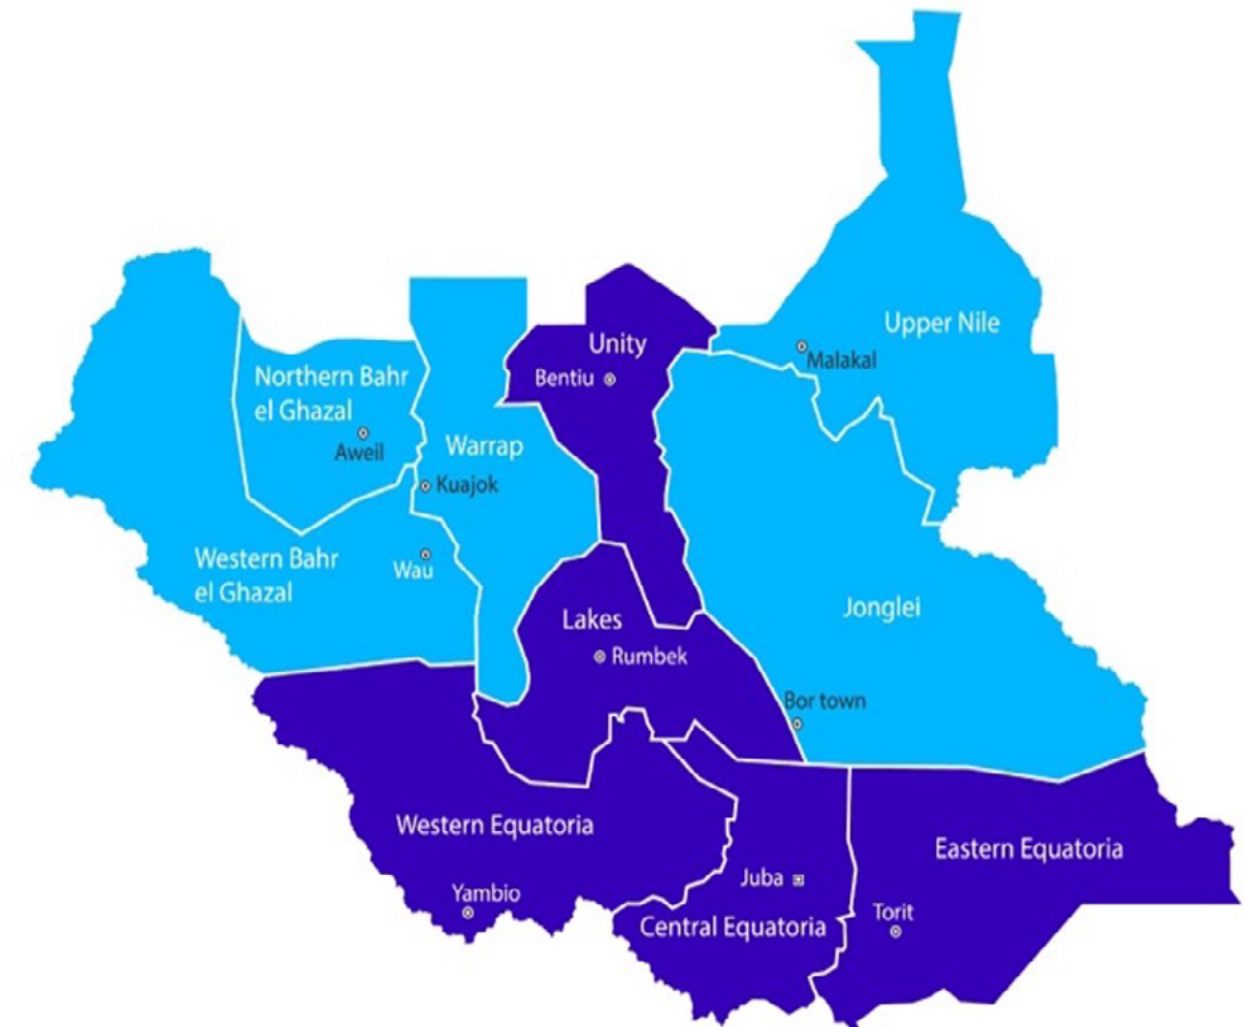 Upper Nile
Malakal
Unity
Bentiu
Northern Bahr
el Ghazal
Aweil
Warrap
Kuajok
Western Bahr
el Ghazal
Wau
Lakes
Rumbek
Jonglei
Bor town
Western Equatoria
Yambio
Juba
Central Equatoria
Eastern Equatoria
Torit